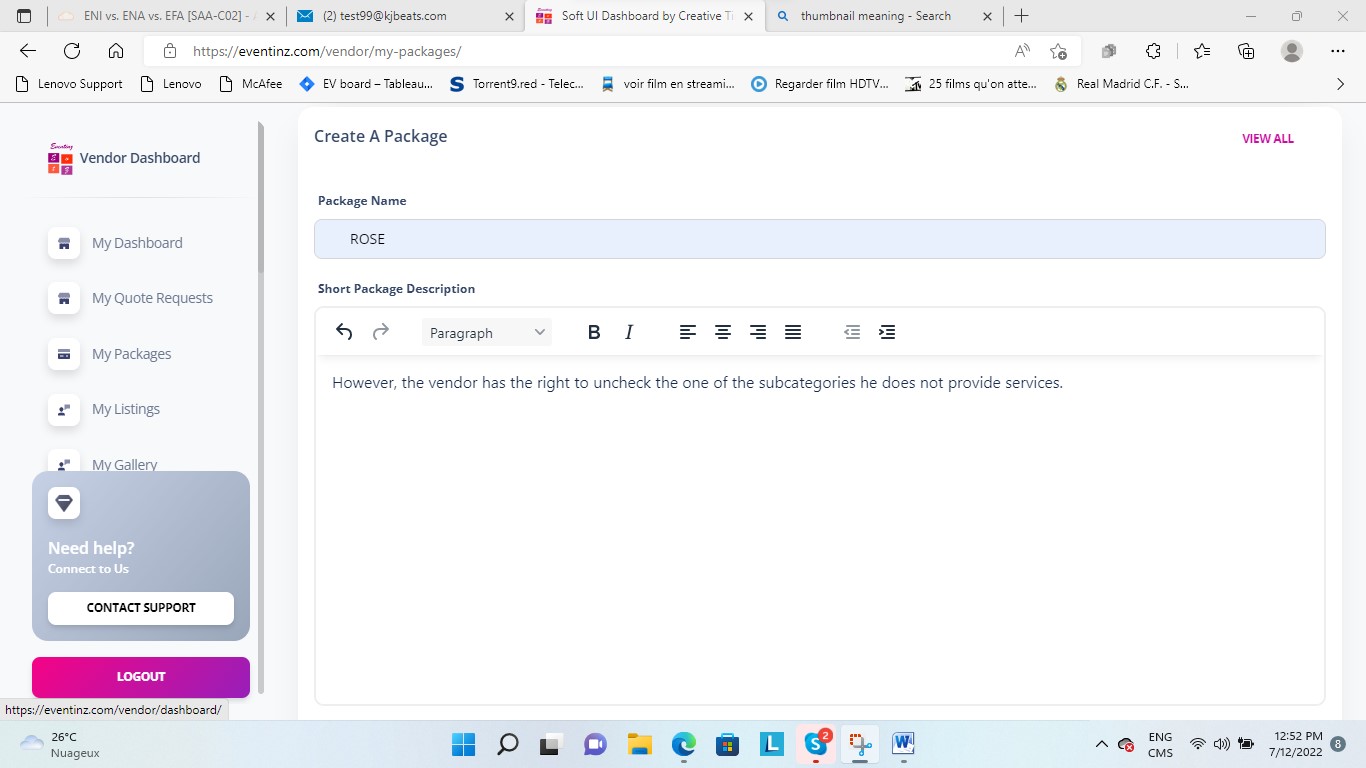 ENI vs. ENA vs. EFA [SAA-C02] - A
(2) test99@kjbeats.com
Soft UI Dashboard by Creative Ti
thumbnail meaning - Search
https://eventinz.com/vendor/my-packages/
Lenovo Support
Lenovo
McAfee
EV board – Tableau...
Torrent9.red - Telec...
voir film en streami...
Regarder film HDTV...
25 films qu'on atte...
Real Madrid C.F. - S...
Vendor Dashboard
My Dashboard
My Quote Requests
My Packages
My Listings
My Gallery
Need help?
Connect to Us
CONTACT SUPPORT
LOGOUT
https://eventinz.com/vendor/dashboard/
Create A Package
VIEW ALL
Package Name
ROSE
Short Package Description
Paragraph
B I
However, the vendor has the right to uncheck the one of the subcategories he does not provide services.
26°C
Nuageux
2
ENG
CMS
12:52 PM
7/12/2022
8